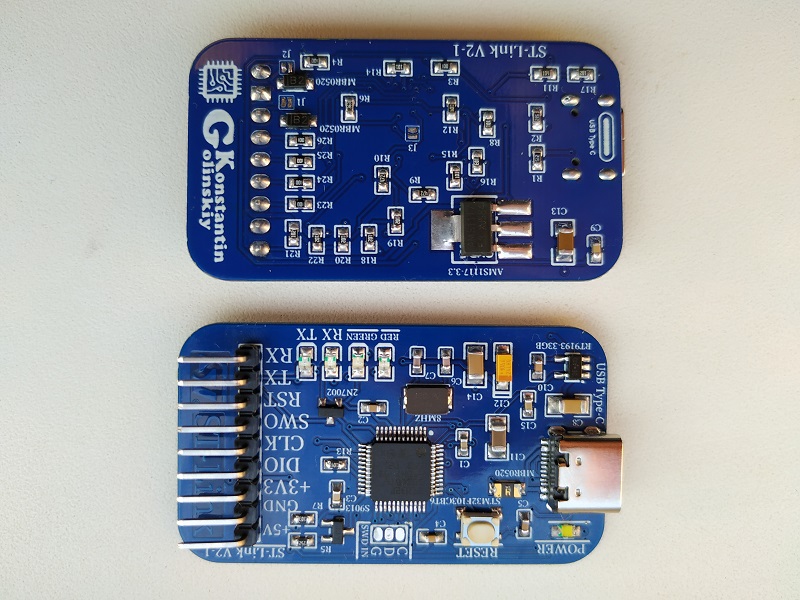 POWER
RESET
C D G
SWD IN
ST-Link V2-1
R5
+5V
C4
C5
STM32F103CBT6
S9013
R7
GND
C3
+3V3
MBR0520
R13
DIO
C11
C1
CLK
8MHZ
C2
SWO
C8
C15
USB Type-C
2N7002
RST
C12
C14
C10
C6
C7
TX
RX
RT9193-33GB
RED
GREEN
RX
TX
AMS1117-3.3
C9
C13
R18
R20
R22
R21
R19
R23
R9
R16
R15
R10
R24
R1
R25
R26
J3
USB Type C
R2
R8
R12
MBR0520
R6
J1
R17
R11
R3
R14
MBR0520
R4
J2
ST-Link V2-1
Konstantin
Golinskiy